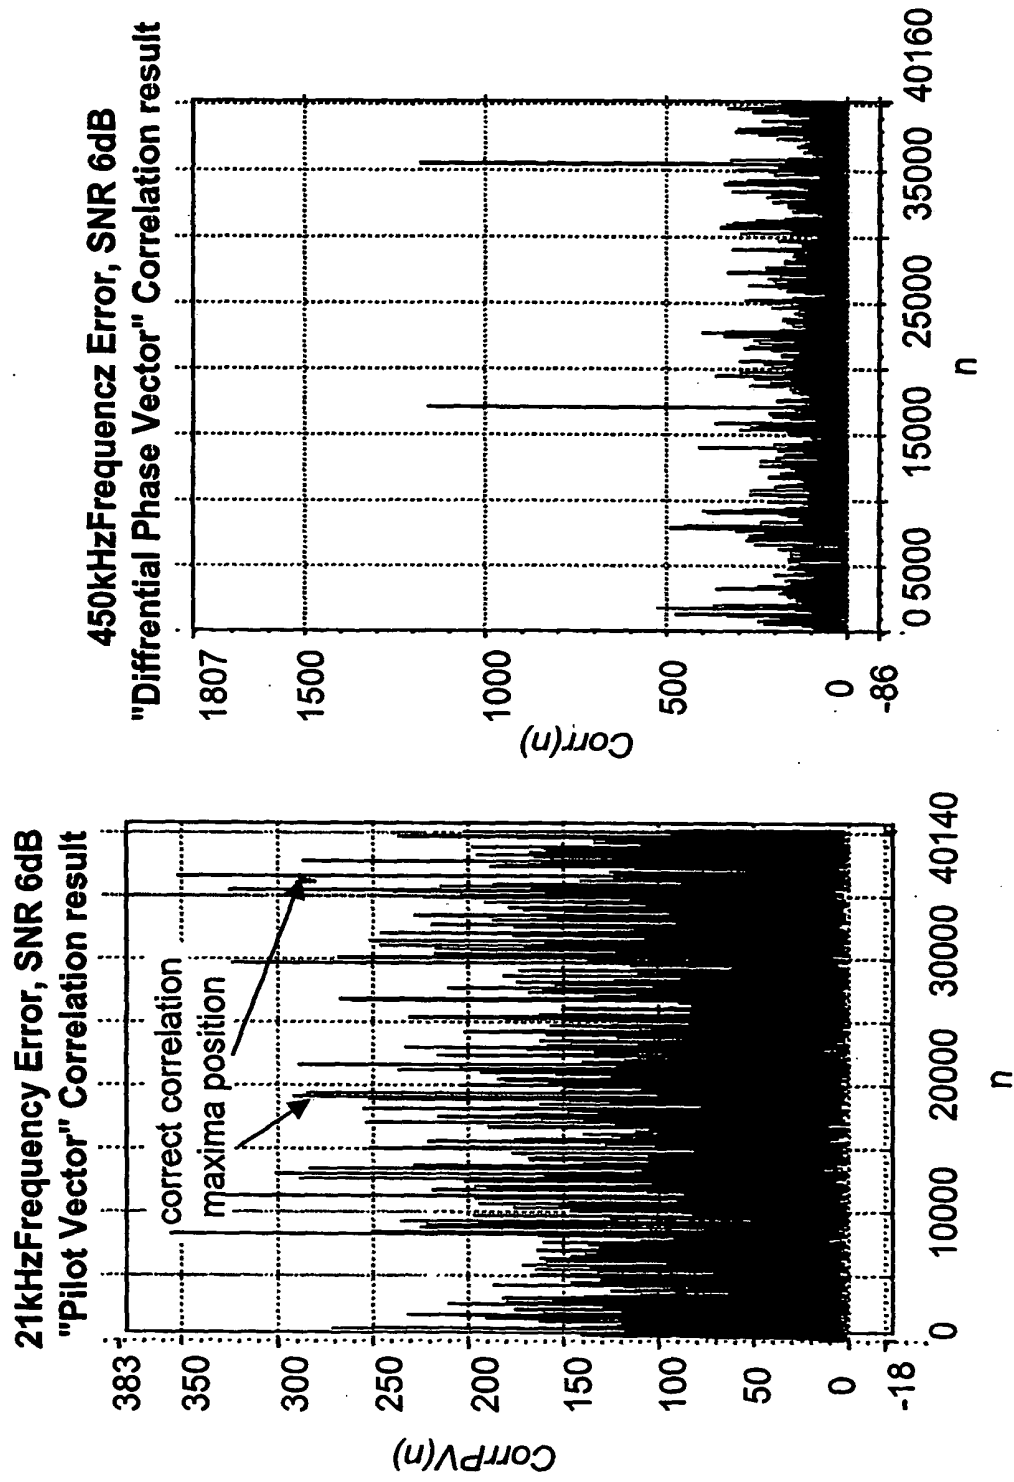 21kHzFrequency Error, SNR 6dB
"Pilot Vector" Correlation result
383
350
300
250
200
150
100
50
0
-18
CorrPV(n)
correct correlation
maxima position
0
10000
20000
30000
40140
n
450kHzFrequencz Error, SNR 6dB
"Diffrential Phase Vector" Correlation result
1807
1500
1000
500
0
-86
Corr(n)
0 5000
15000
25000
35000
40160
n